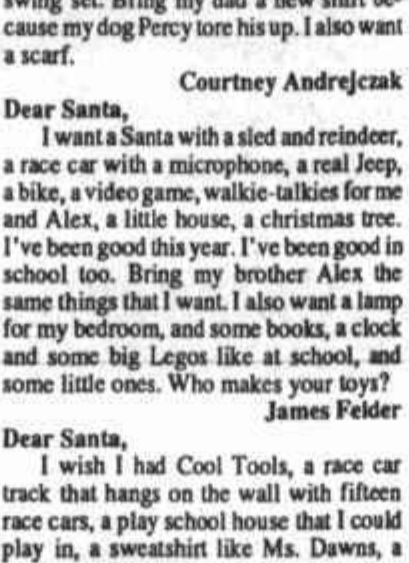 swing set. Bring my dad a new shirt be-
cause my dog Percy tore his up. I also want
a scarf.
Courtney Andrejczak
Dear Santa,
I want a Santa with a sled and reindeer,
a race car with a microphone, a real Jeep,
a bike, a video game, walkie-talkies for me
and Alex, a little house, a christmas tree.
I've been good this year. I've been good in
school too. Bring my brother Alex the
same things that I want. I also want a lamp
for my bedroom, and some books, a clock
and some big Legos like at school, and
some little ones. Who makes your toys?
James Felder
Dear Santa,
I wish I had Cool Tools, a race car
track that hangs on the wall with fifteen
race cars, a play school house that I could
play in, a sweatshirt like Ms. Dawns, a